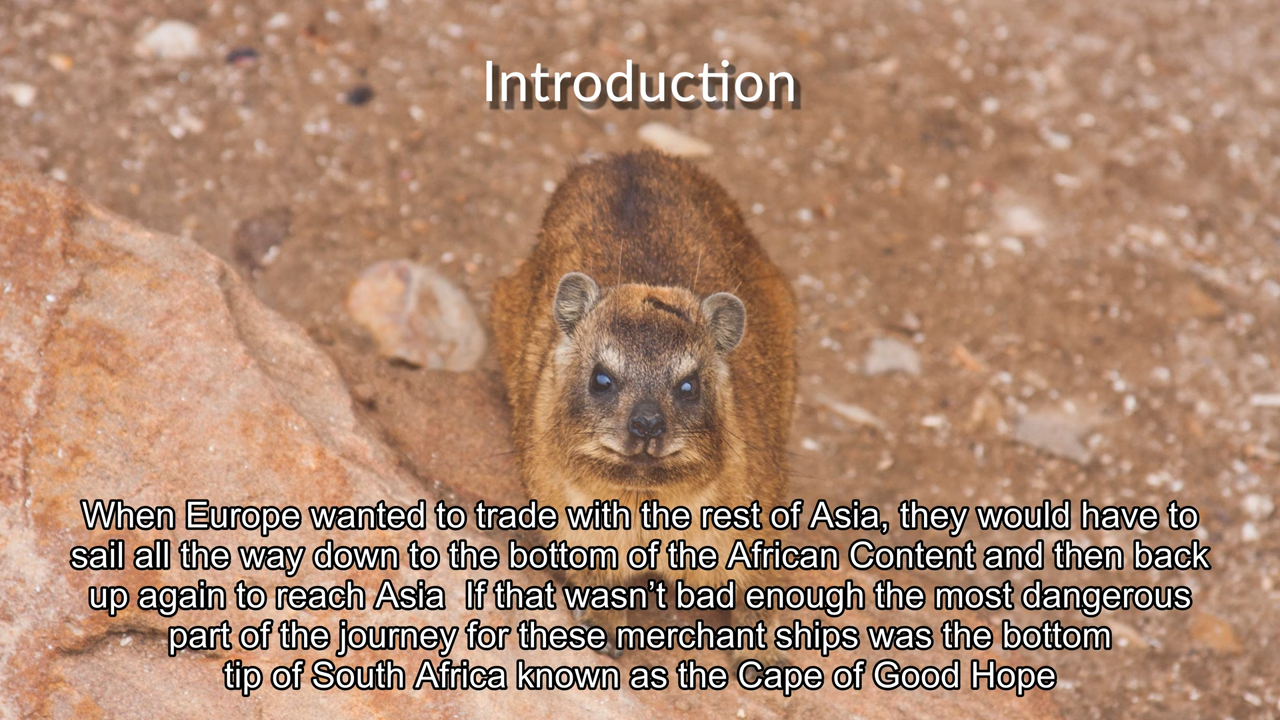 Introduction
When Europe wanted to trade with the rest of Asia, they would have to
sail all the way down to the bottom of the African Content and then back
up again to reach Asia  If that wasn’t bad enough the most dangerous
part of the journey for these merchant ships was the bottom
tip of South Africa known as the Cape of Good Hope